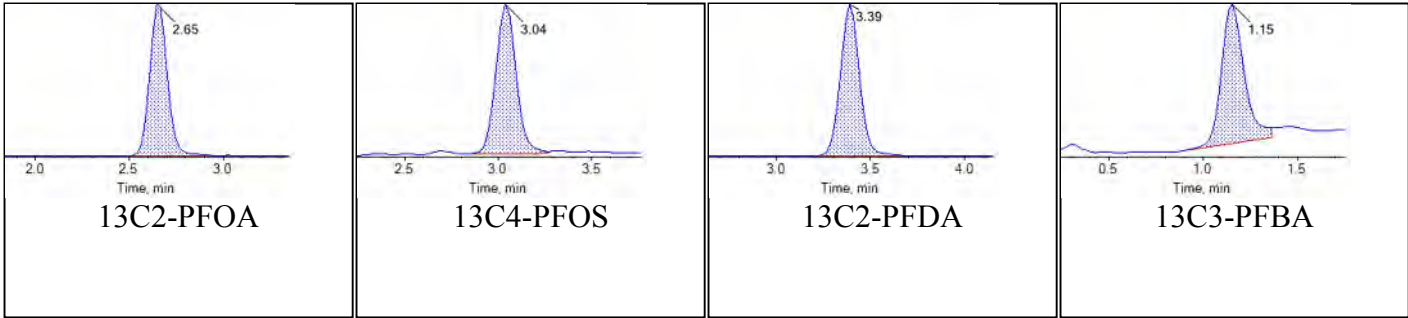 2.65
2.0 2.5 3.0
Time, min
13C2-PFOA
3.04
2.5 3.0 3.5
Time, min
13C4-PFOS
3.39
3.0 3.5 4.0
Time, min
13C2-PFDA
1.15
0.5 1.0 1.5
Time, min
13C3-PFBA